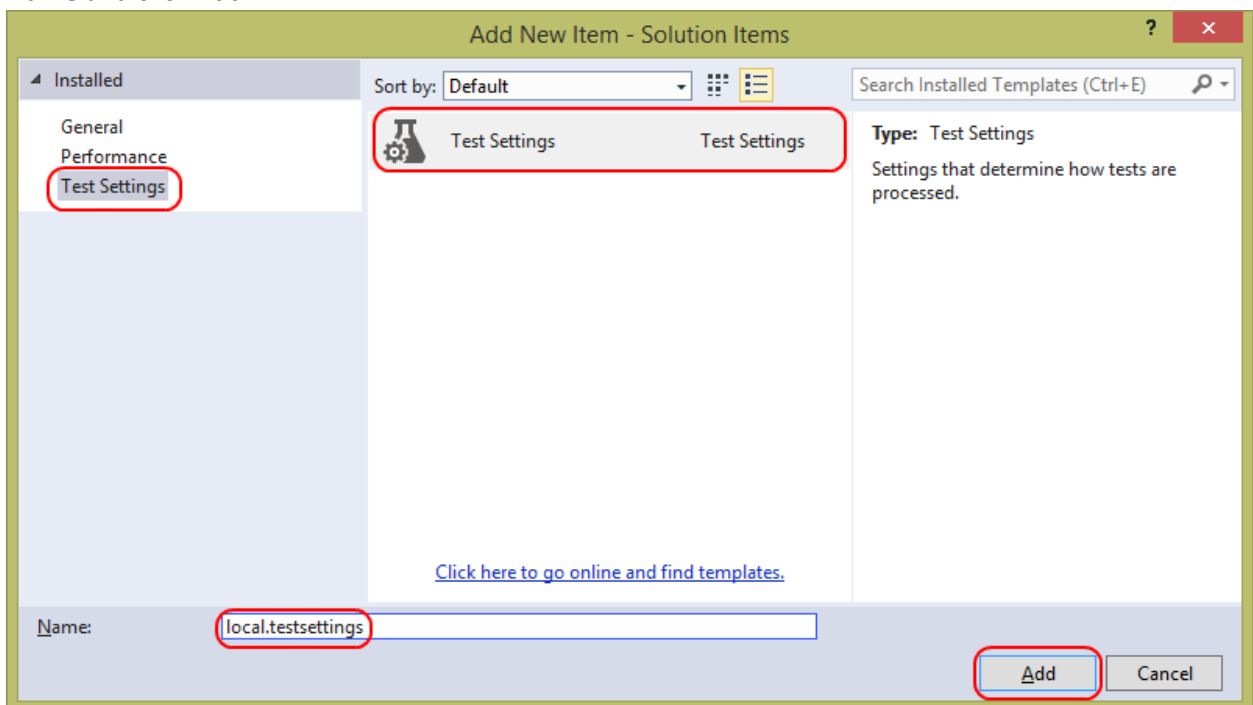 Add New Item - Solution Items
? ×
Installed
General
Performance
Test Settings
Sort by: Default
Test Settings Test Settings
Click here to go online and find templates.
Search Installed Templates (Ctrl+E)
Type: Test Settings
Settings that determine how tests are
processed.
Name: local.testsettings
Add Cancel